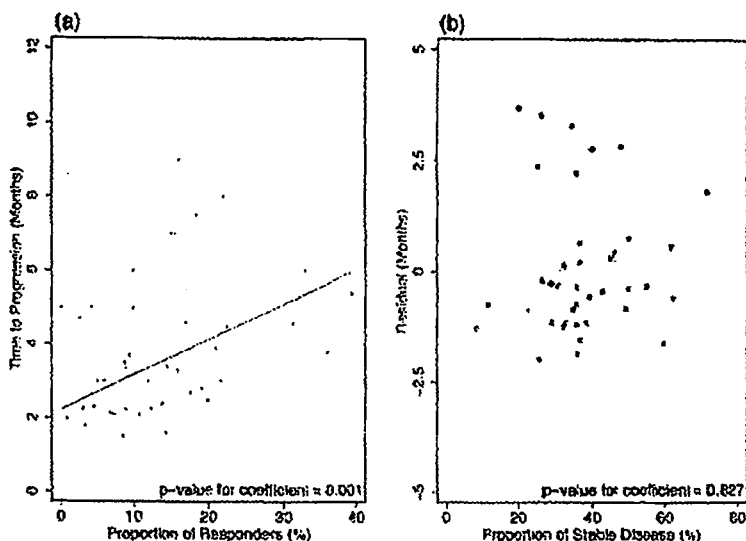 (a)
Time to Progression (Months)
12
10
8
6
4
2
0
p-value for coefficient = 0.001
0
10
20
30
40
Proportion of Responders (%)
(b)
Residual (Months)
5
2.5
0
-2.5
-5
p-value for coefficient = 0.827
0
20
40
60
80
Proportion of Stable Disease (%)